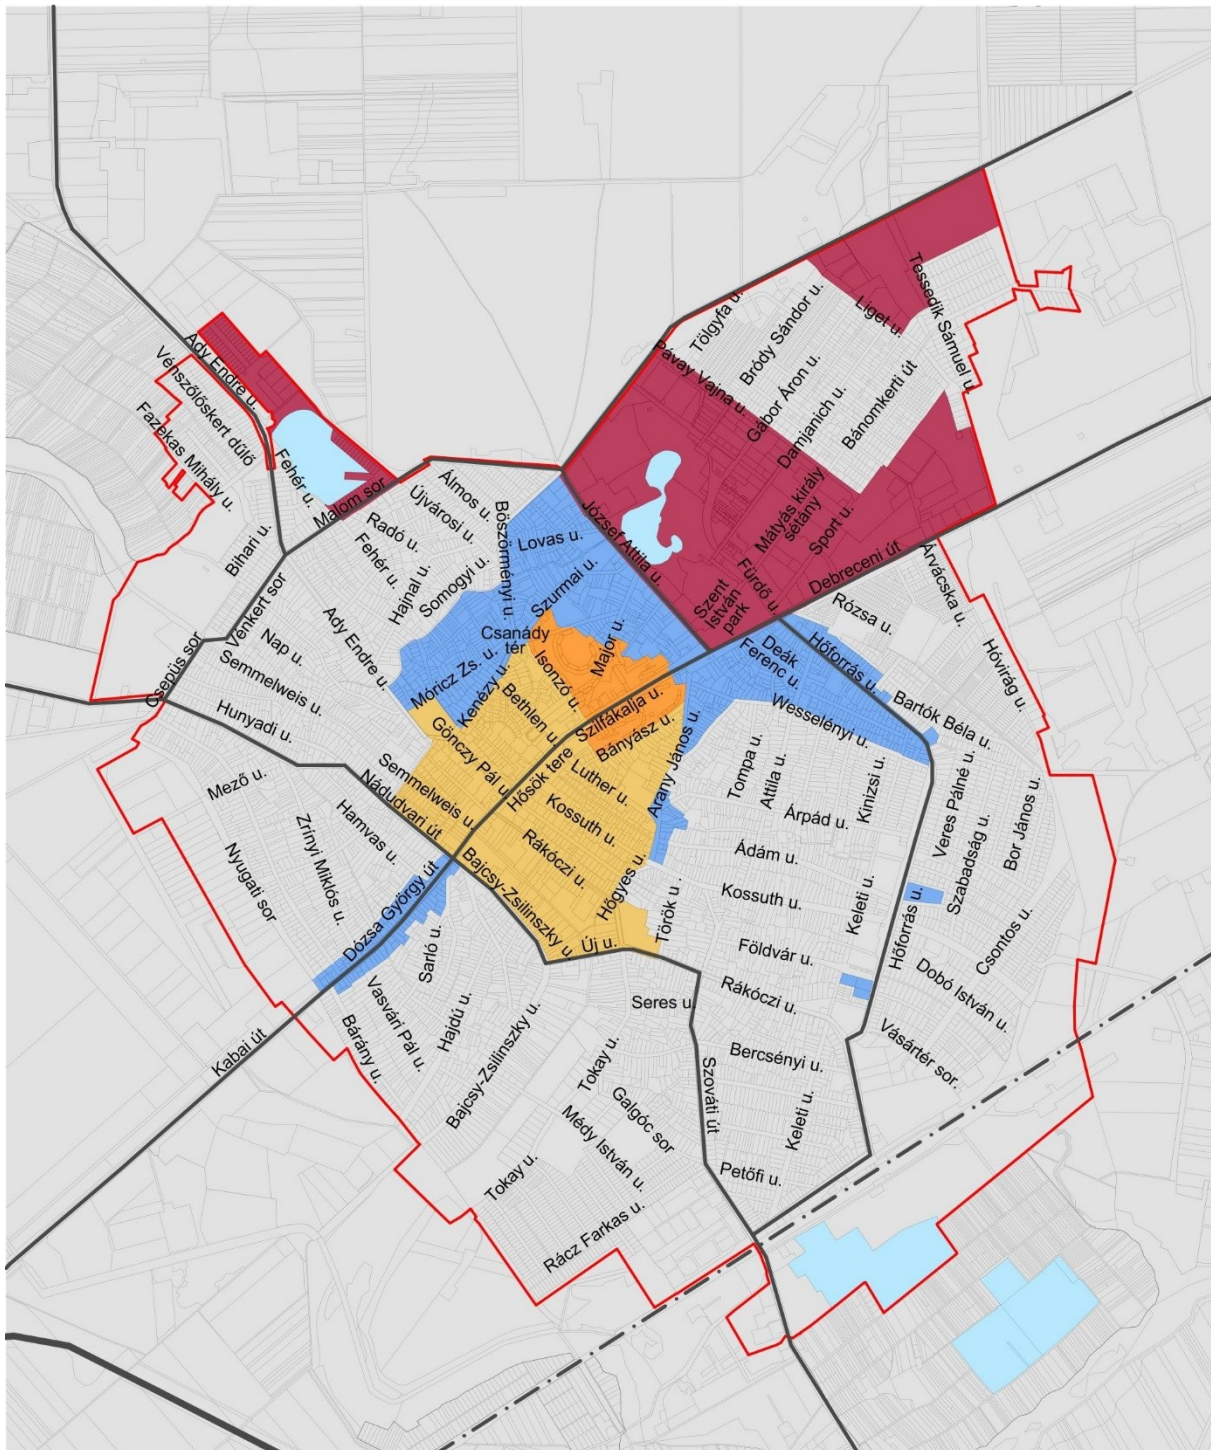 Tessedik Sámuel u.
Tölgyfa u.
Bródy Sándor u.
Liget u.
Pávay Vajna u.
Gábor Áron u.
Damjanich u.
Bánomkerti út
Ady Endre u.
Vénszőlőskert dűlő
Fazekas Mihály u.
Fehér u.
Malom sor
Bihari u.
Álmos u.
Újvárosi u.
Radó u.
Fehér u.
Hajnal u.
Somogyi u.
Böszörményi u.
Lovas u.
József Attila u.
Szurmai u.
Mátyás király
sétány
Sport u.
Fürdő u.
Szent
István
park
Debreceni út
Árvácska u.
Rózsa u.
Hóvirág u.
Vénkert sor
Csepüs sor
Nap u.
Semmelweis u.
Hunyadi u.
Ady Endre u.
Móricz Zs. u.
Csanády
tér
Kenézy u.
Isonzó u.
Major u.
Bethlen u.
Szilfákalja u.
Bányász u.
Deák
Ferenc u.
Hőforrás u.
Wesselényi u.
Bartók Béla u.
Gönczy Pál u.
Hősök tere
Luther u.
Arany János u.
Tompa u.
Attila u.
Kinizsi u.
Árpád u.
Veres Pálné u.
Szabadság u.
Bor János u.
Mező u.
Semmelweis u.
Nádudvari út
Hamvas u.
Zrínyi Miklós u.
Nyugati sor
Kossuth u.
Rákóczi u.
Hőgyes u.
Ádám u.
Kossuth u.
Keleti u.
Hőforrás u.
Csontos u.
Dózsa György út
Bajcsy-Zsilinszky u.
Új u.
Török u.
Földvár u.
Dobó István u.
Sarló u.
Vasvári Pál u.
Hajdú u.
Bárány u.
Kabai út
Bajcsy-Zsilinszky u.
Seres u.
Rákóczi u.
Vásártér sor.
Tokay u.
Galgóc sor
Médy István u.
Szováti út
Bercsényi u.
Keleti u.
Petőfi u.
Tokay u.
Rácz Farkas u.